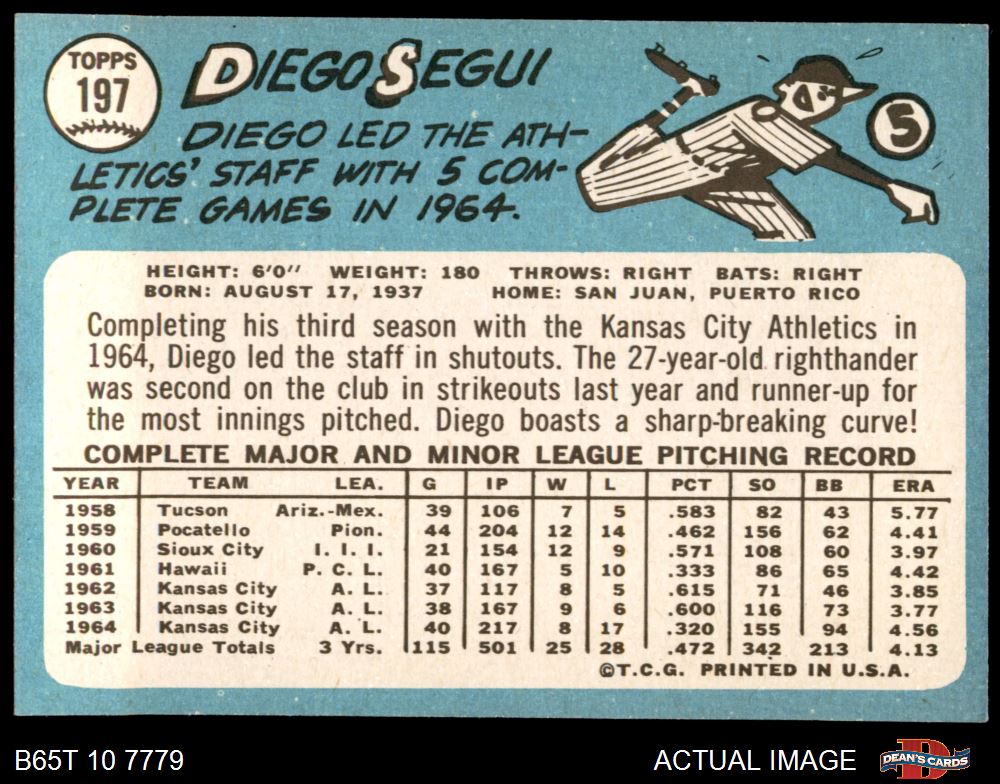 TOPPS
197
DIEGO SEGUI
DIEGO LED THE ATH-
LETICS' STAFF WITH 5 COM-
PLETE GAMES IN 1964.
5
HEIGHT: 6'0" WEIGHT: 180 THROWS: RIGHT BATS: RIGHT
BORN: AUGUST 17, 1937 HOME: SAN JUAN, PUERTO RICO
Completing his third season with the Kansas City Athletics in
1964, Diego led the staff in shutouts. The 27-year-old righthander
was second on the club in strikeouts last year and runner-up for
the most innings pitched. Diego boasts a sharp-breaking curve!
COMPLETE MAJOR AND MINOR LEAGUE PITCHING RECORD
YEAR TEAM LEA. G IP W L PCT SO BB ERA
1958 Tucson Ariz.-Mex. 39 106 7 5 .583 82 43 5.77
1959 Pocatello Pion. 44 204 12 14 .462 156 62 4.41
1960 Sioux City I. I. I. 21 154 12 9 .571 108 60 3.97
1961 Hawaii P. C. L. 40 167 5 10 .333 86 65 4.42
1962 Kansas City A. L. 37 117 8 5 .615 71 46 3.85
1963 Kansas City A. L. 38 167 9 6 .600 116 73 3.77
1964 Kansas City A. L. 40 217 8 17 .320 155 94 4.56
Major League Totals 3 Yrs. 115 501 25 28 .472 342 213 4.13
©T.C.G. PRINTED IN U.S.A.
B65T 10 7779 ACTUAL IMAGE DEAN'S CARDS